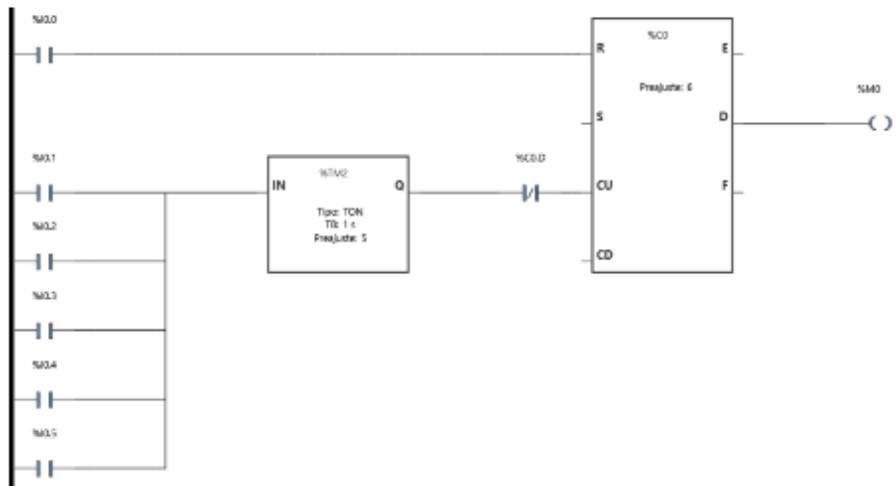 %I0.0
%C0
R
E
Preajuste: 6
%M0
S
D
%I0.1
%TM2
%C0.D
IN
Q
CU
F
Tipo: TON
TB: 1 s
Preajuste: 5
%I0.2
CD
%I0.3
%I0.4
%I0.5